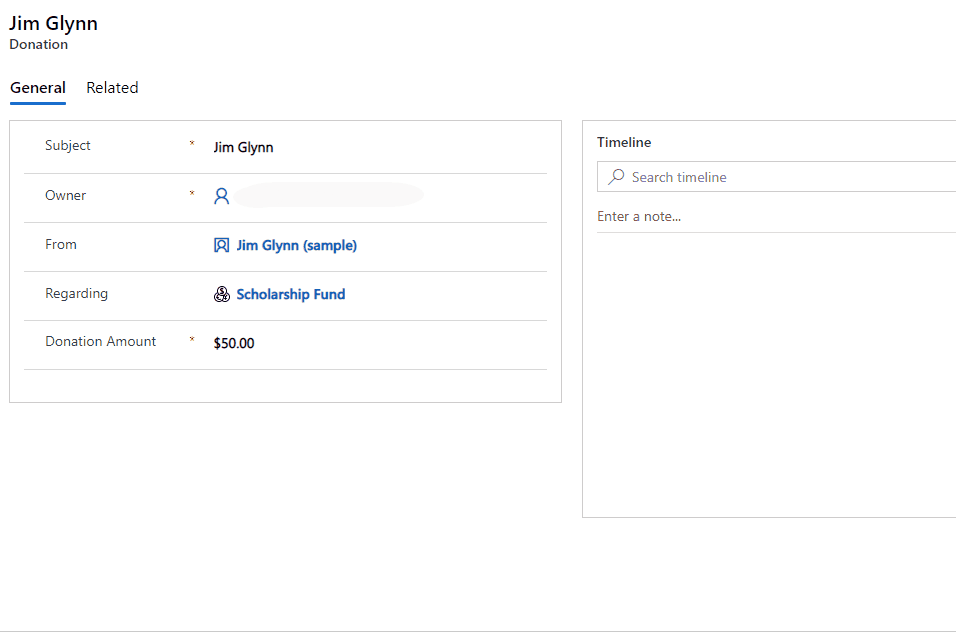 Jim Glynn
Donation
General Related
Subject * Jim Glynn
Owner *
From Jim Glynn (sample)
Regarding Scholarship Fund
Donation Amount * $50.00
Timeline
Search timeline
Enter a note...